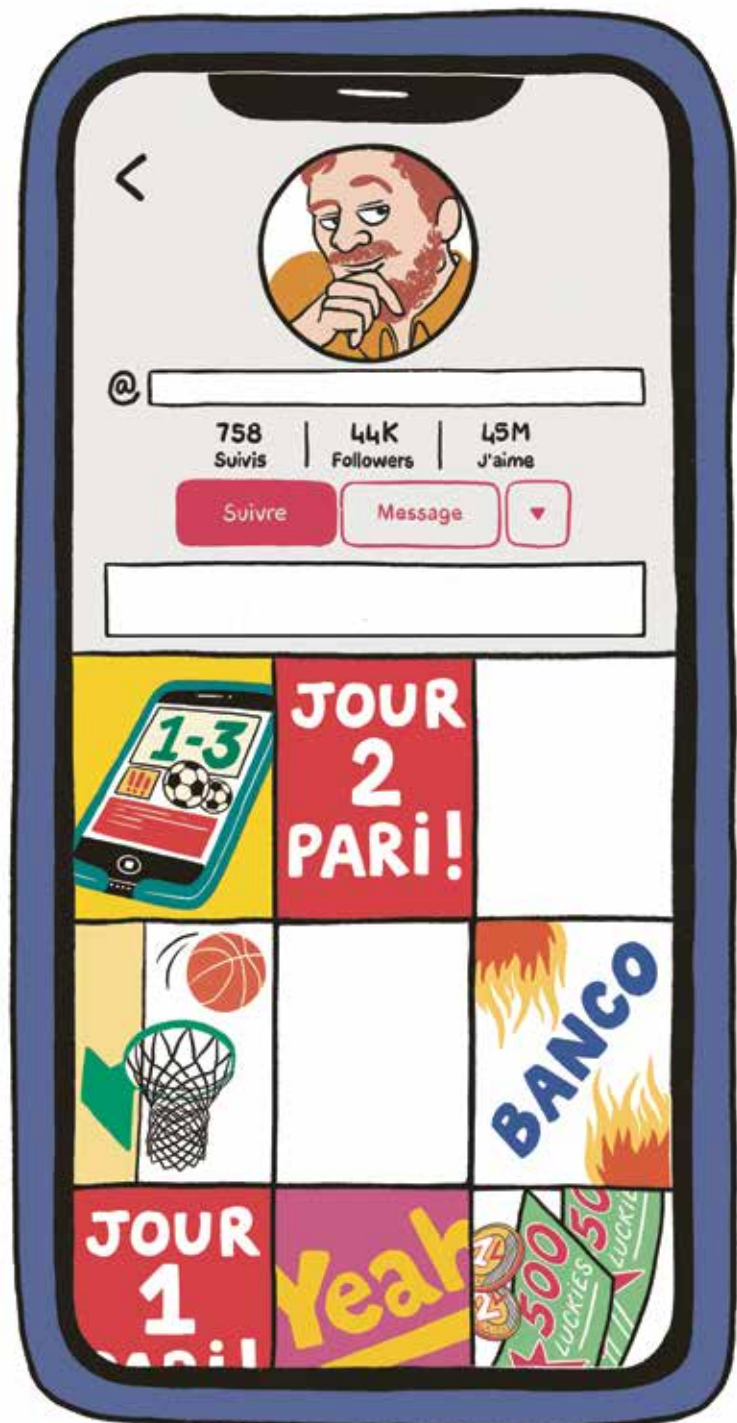 @
758 44K 45M
Suivis Followers J'aime
Suivre Message
1-3
!!!
JOUR
2
PARi!
BANCO
JOUR
1
PARi!
Yeah
500
LUCKIES
50
LUCKIE